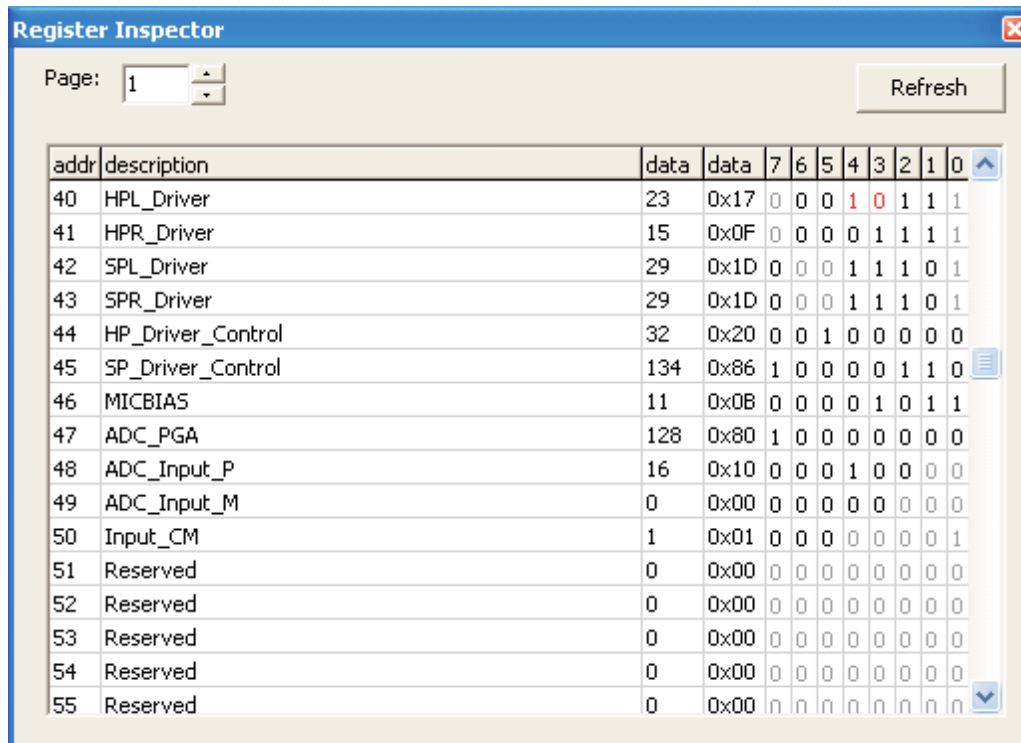 Register Inspector
Page: 1 Refresh
addr description data data 7 6 5 4 3 2 1 0
40 HPL_Driver 23 0x17 0 0 0 1 0 1 1 1
41 HPR_Driver 15 0x0F 0 0 0 0 1 1 1 1
42 SPL_Driver 29 0x1D 0 0 0 1 1 1 0 1
43 SPR_Driver 29 0x1D 0 0 0 1 1 1 0 1
44 HP_Driver_Control 32 0x20 0 0 1 0 0 0 0 0
45 SP_Driver_Control 134 0x86 1 0 0 0 0 1 1 0
46 MICBIAS 11 0x0B 0 0 0 0 1 0 1 1
47 ADC_PGA 128 0x80 1 0 0 0 0 0 0 0
48 ADC_Input_P 16 0x10 0 0 0 1 0 0 0 0
49 ADC_Input_M 0 0x00 0 0 0 0 0 0 0 0
50 Input_CM 1 0x01 0 0 0 0 0 0 0 1
51 Reserved 0 0x00 0 0 0 0 0 0 0 0
52 Reserved 0 0x00 0 0 0 0 0 0 0 0
53 Reserved 0 0x00 0 0 0 0 0 0 0 0
54 Reserved 0 0x00 0 0 0 0 0 0 0 0
55 Reserved 0 0x00 0 0 0 0 0 0 0 0